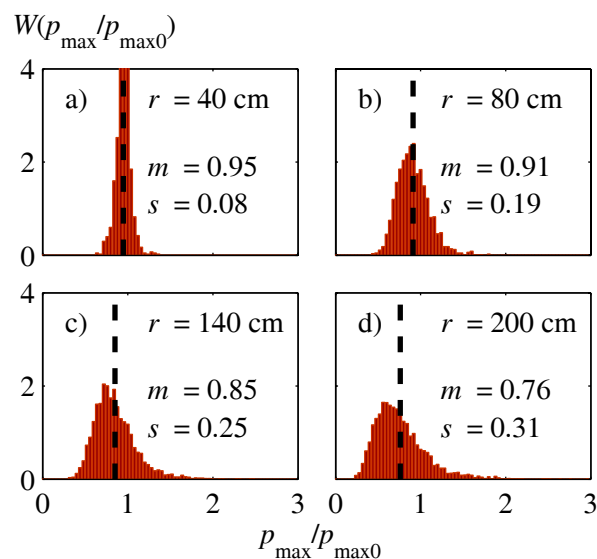 W(p_max/p_max0)
a) r = 40 cm
m = 0.95
s = 0.08
b) r = 80 cm
m = 0.91
s = 0.19
4
2
0
c) r = 140 cm
m = 0.85
s = 0.25
d) r = 200 cm
m = 0.76
s = 0.31
4
2
0
0 1 2 3
0 1 2 3
p_max/p_max0